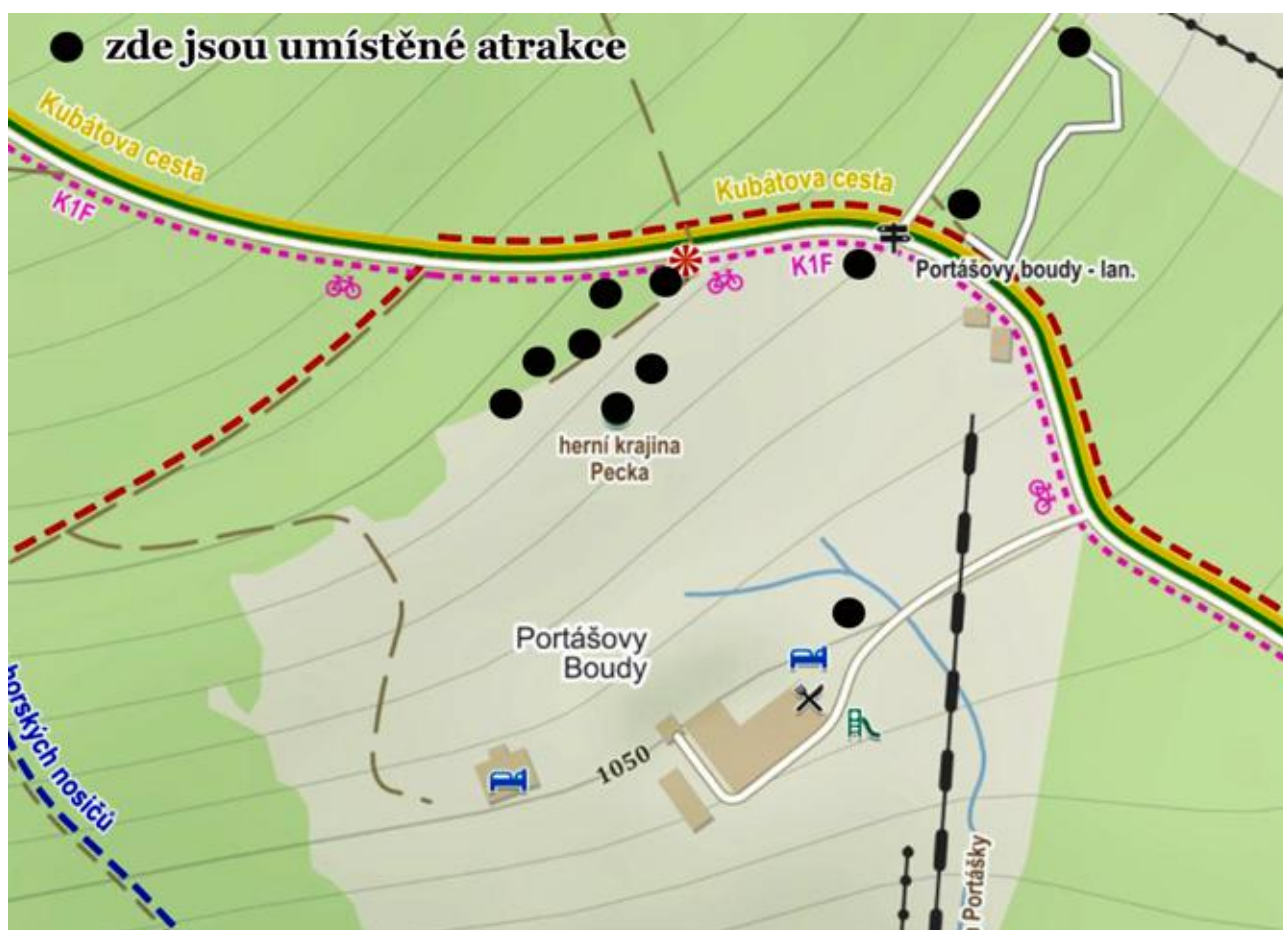 zde jsou umístěné atrakce
Kubátova cesta
K1F
Kubátova cesta
K1F
Portášovy boudy - lan.
herní krajina
Pecka
Portášovy
Boudy
1050
horských nosičů
Portášky